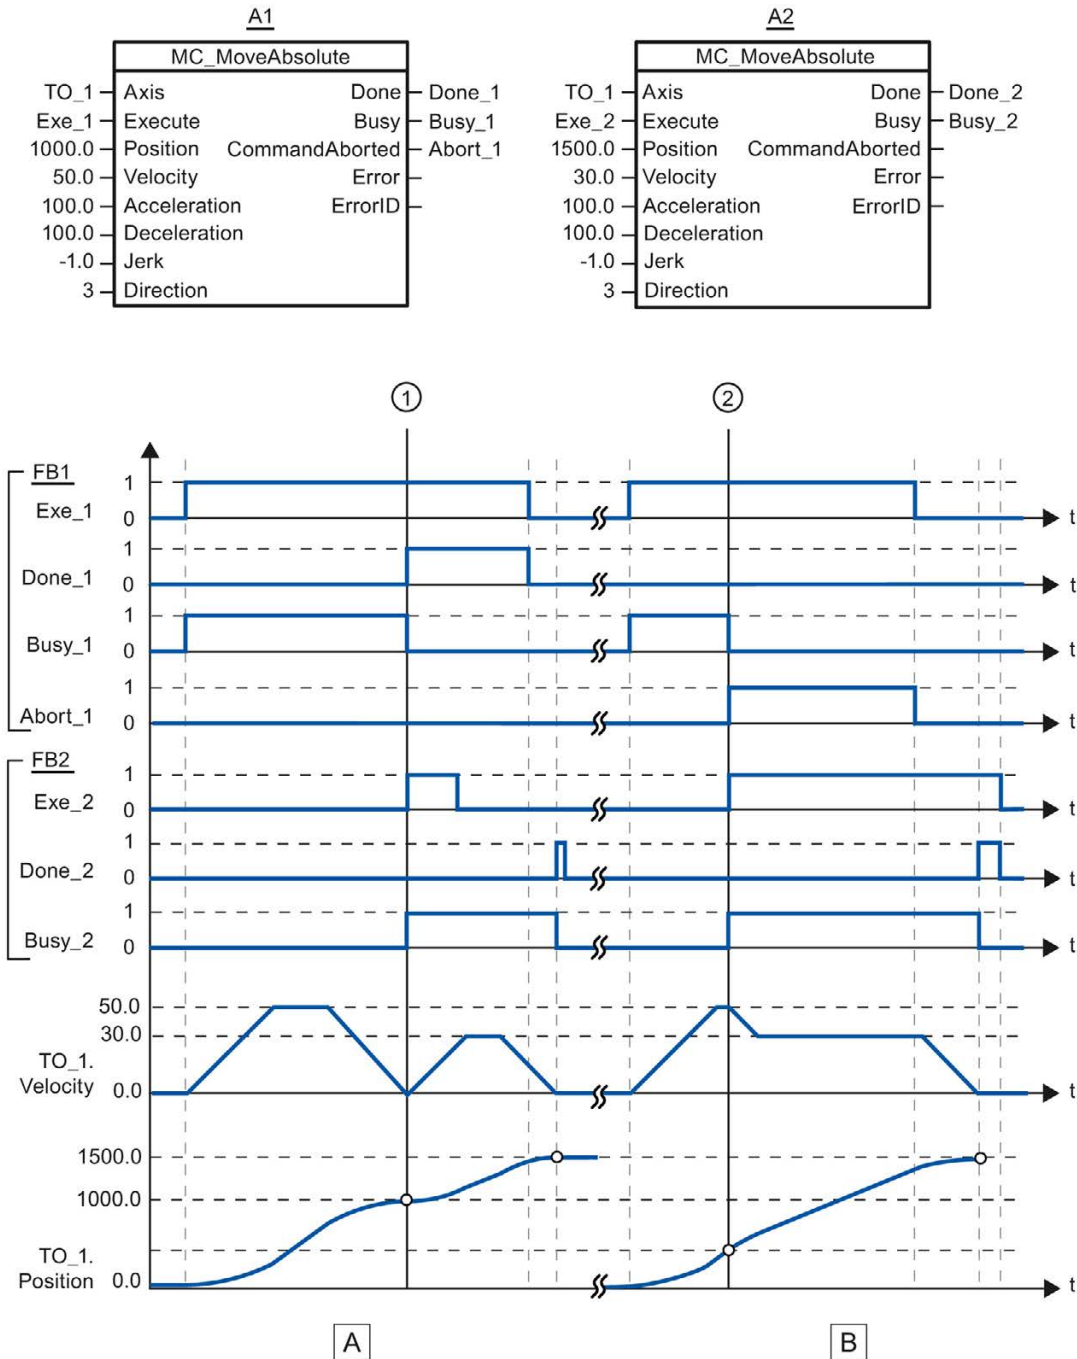 A1 A2
MC_MoveAbsolute MC_MoveAbsolute
TO_1 Axis Done Done_1 TO_1 Axis Done Done_2
Exe_1 Execute Busy Busy_1 Exe_2 Execute Busy Busy_2
1000.0 Position CommandAborted Abort_1 1500.0 Position CommandAborted
50.0 Velocity Error 30.0 Velocity Error
100.0 Acceleration ErrorID 100.0 Acceleration ErrorID
100.0 Deceleration 100.0 Deceleration
-1.0 Jerk -1.0 Jerk
3 Direction 3 Direction
1 2
FB1
1
Exe_1 0 t
1
Done_1 0 t
1
Busy_1 0 t
1
Abort_1 0 t
FB2
1
Exe_2 0 t
1
Done_2 0 t
1
Busy_2 0 t
50.0
30.0
TO_1.
Velocity 0.0 t
1500.0
1000.0
TO_1.
Position 0.0 t
A B